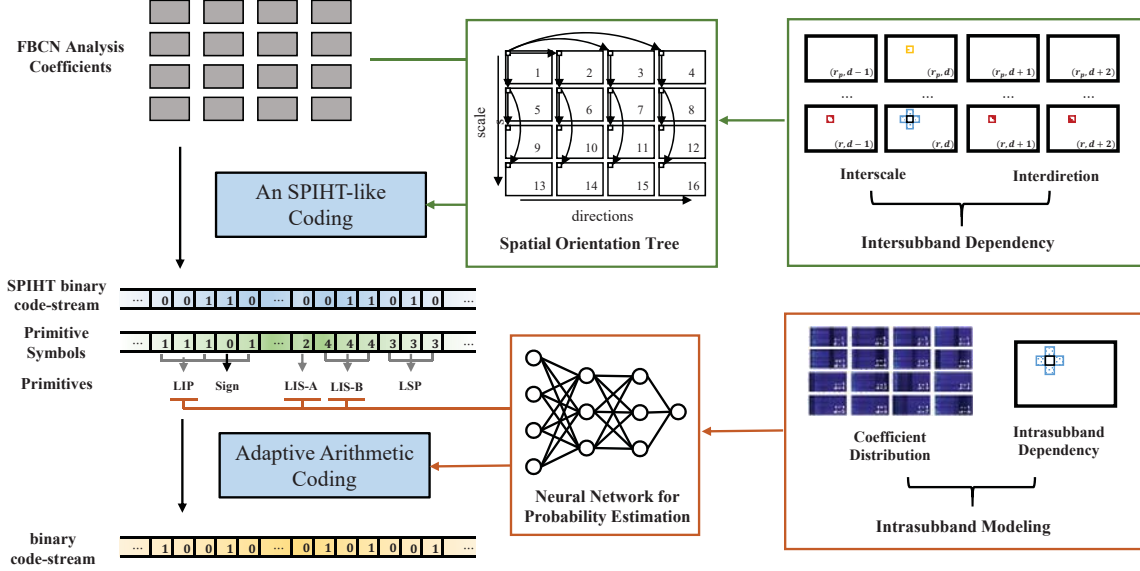 FBCN Analysis
Coefficients
1 2 3 4
5 6 7 8
9 10 11 12
13 14 15 16
scale
s
directions
Spatial Orientation Tree
(r_p, d − 1) (r_p, d) (r_p, d + 1) (r_p, d + 2)
... ... ... ...
(r, d − 1) (r, d) (r, d + 1) (r, d + 2)
Interscale Interdiretion
Intersubband Dependency
An SPIHT-like
Coding
SPIHT binary
code-stream
... 0 0 1 1 0 ... 0 0 1 1 0 1 0 ...
Primitive
Symbols
... 1 1 1 0 1 ... 2 4 4 4 3 3 3 ...
Primitives
LIP Sign LIS-A LIS-B LSP
Adaptive Arithmetic
Coding
Neural Network for
Probability Estimation
Coefficient
Distribution
Intrasubband
Dependency
Intrasubband Modeling
binary
code-stream
... 1 0 0 1 0 ... 0 1 0 1 0 0 1 ...